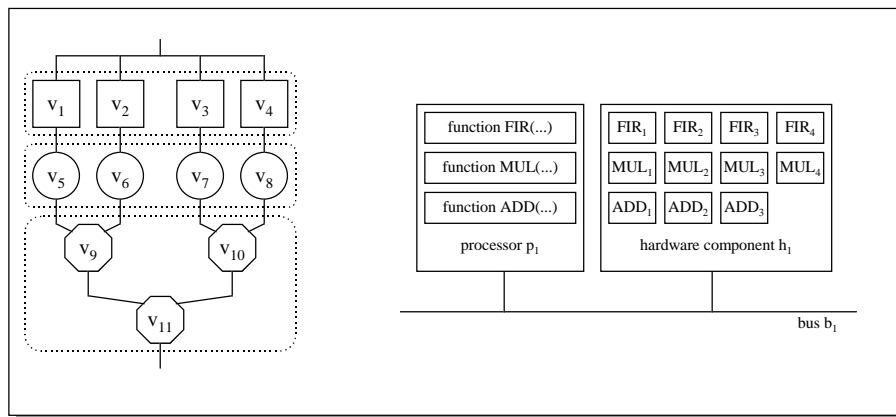 v₁ v₂ v₃ v₄
v₅ v₆ v₇ v₈
v₉ v₁₀
v₁₁
function FIR(...)
function MUL(...)
function ADD(...)
processor p₁
FIR₁ FIR₂ FIR₃ FIR₄
MUL₁ MUL₂ MUL₃ MUL₄
ADD₁ ADD₂ ADD₃
hardware component h₁
bus b₁